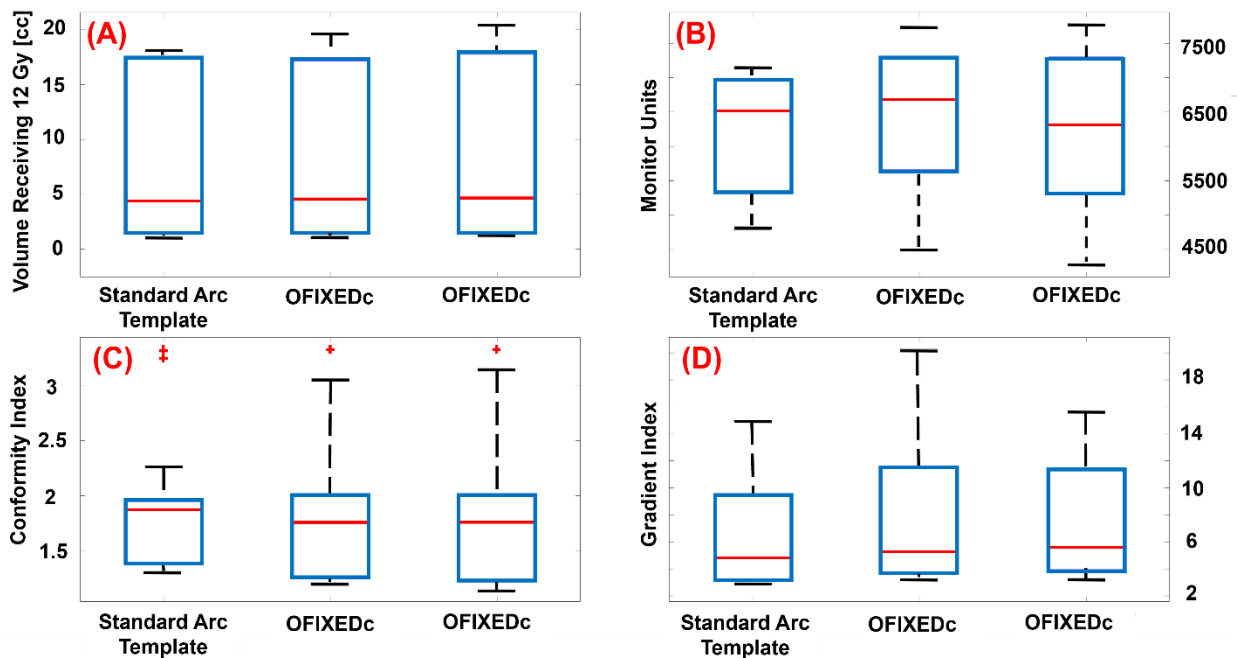 (A)
Volume Receiving 12 Gy [cc]
20
15
10
5
0
Standard Arc
Template
OFIXEDc
OFIXEDc
(B)
Monitor Units
7500
6500
5500
4500
Standard Arc
Template
OFIXEDc
OFIXEDc
(C)
Conformity Index
3
2.5
2
1.5
Standard Arc
Template
OFIXEDc
OFIXEDc
(D)
Gradient Index
18
14
10
6
2
Standard Arc
Template
OFIXEDc
OFIXEDc